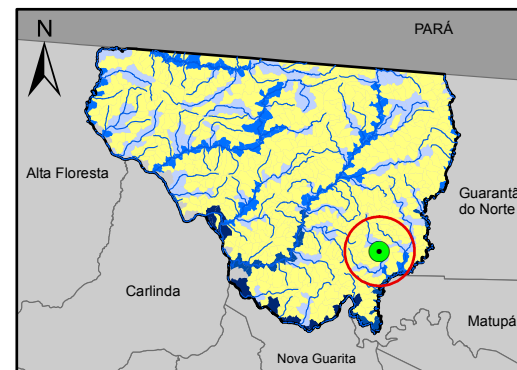 N
PARÁ
Alta Floresta
Guarantã
do Norte
Carlinda
Matupá
Nova Guarita